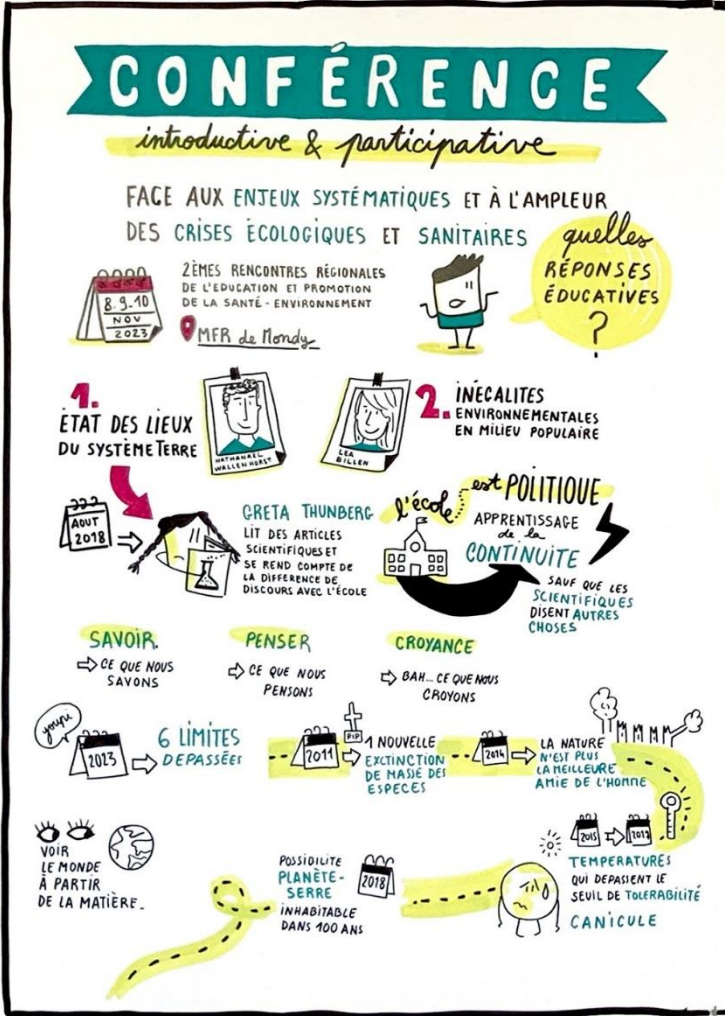 CONFÉRENCE
introductive & participative
FACE AUX ENJEUX SYSTÉMATIQUES ET À L'AMPLEUR
DES CRISES ÉCOLOGIQUES ET SANITAIRES
quelles
RÉPONSES
ÉDUCATIVES
?
8.9.10
NOV
2023
2ÈMES RENCONTRES RÉGIONALES
DE L'EDUCATION ET PROMOTION
DE LA SANTÉ-ENVIRONNEMENT
MFR de Mondy
1.
ÉTAT DES LIEUX
DU SYSTÈME TERRE
NATHANAEL
WALLENHORST
LEA
BILLEN
2. INÉGALITES
ENVIRONNEMENTALES
EN MILIEU POPULAIRE
AOUT
2018
GRETA THUNBERG
LIT DES ARTICLES
SCIENTIFIQUES ET
SE REND COMPTE DE
LA DIFFERENCE DE
DISCOURS AVEC L'ÉCOLE
l'école est POLITIQUE
APPRENTISSAGE
de la
CONTINUITE
SAUF QUE LES
SCIENTIFIQUES
DISENT AUTRES
CHOSES
SAVOIR
CE QUE NOUS
SAVONS
PENSER
CE QUE NOUS
PENSONS
CROYANCE
BAH... CE QUE NOUS
CROYONS
youpi
2023
6 LIMITES
DEPASSÉES
2011
RIP
1 NOUVELLE
EXCTINCTION
DE MASSE DES
ESPECES
2014
LA NATURE
N'EST PLUS
LA MEILLEURE
AMIE DE L'HOMME
2015
2017
TEMPERATURES
QUI DEPASSENT LE
SEUIL DE TOLERABILITÉ
CANICULE
POSSIBILITE
PLANÈTE-
SERRE
INHABITABLE
DANS 100 ANS
2018
VOIR
LE MONDE
À PARTIR
DE LA MATIÈRE_